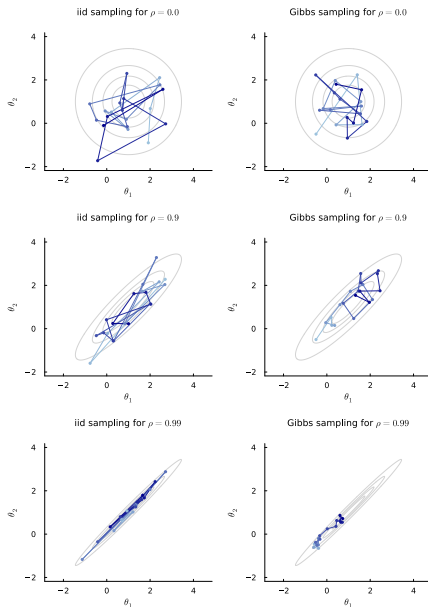 iid sampling for ρ = 0.0
Gibbs sampling for ρ = 0.0
4
2
0
−2
θ₂
−2 0 2 4
θ₁
4
2
0
−2
θ₂
−2 0 2 4
θ₁
iid sampling for ρ = 0.9
Gibbs sampling for ρ = 0.9
4
2
0
−2
θ₂
−2 0 2 4
θ₁
4
2
0
−2
θ₂
−2 0 2 4
θ₁
iid sampling for ρ = 0.99
Gibbs sampling for ρ = 0.99
4
2
0
−2
θ₂
−2 0 2 4
θ₁
4
2
0
−2
θ₂
−2 0 2 4
θ₁